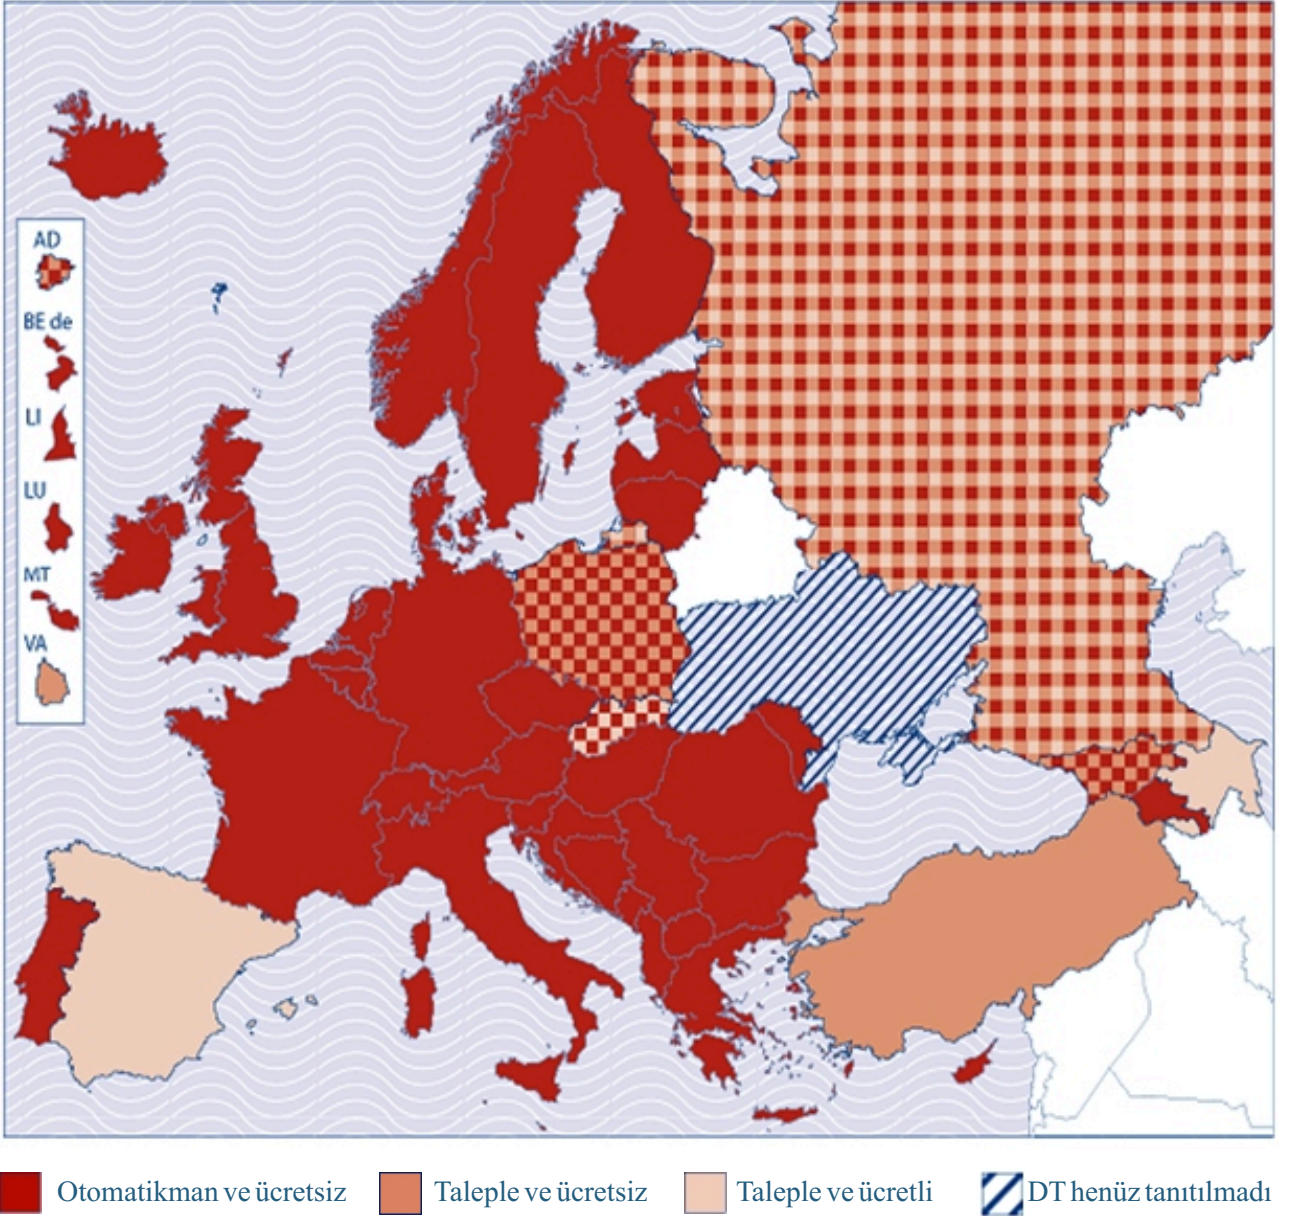 AD
BE de
LI
LU
MT
VA
Otomatikman ve ücretsiz
Taleple ve ücretsiz
Taleple ve ücretli
DT henüz tanıtılmadı